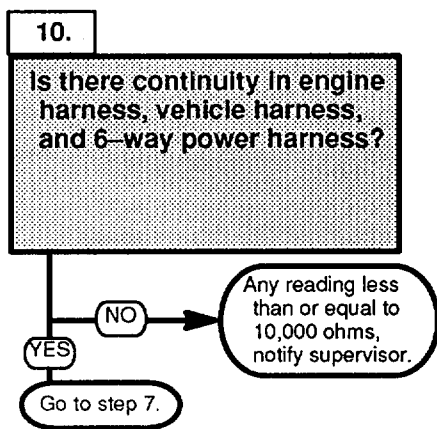 10.
Is there continuity in engine
harness, vehicle harness,
and 6–way power harness?
NO
Any reading less
than or equal to
10,000 ohms,
notify supervisor.
YES
Go to step 7.